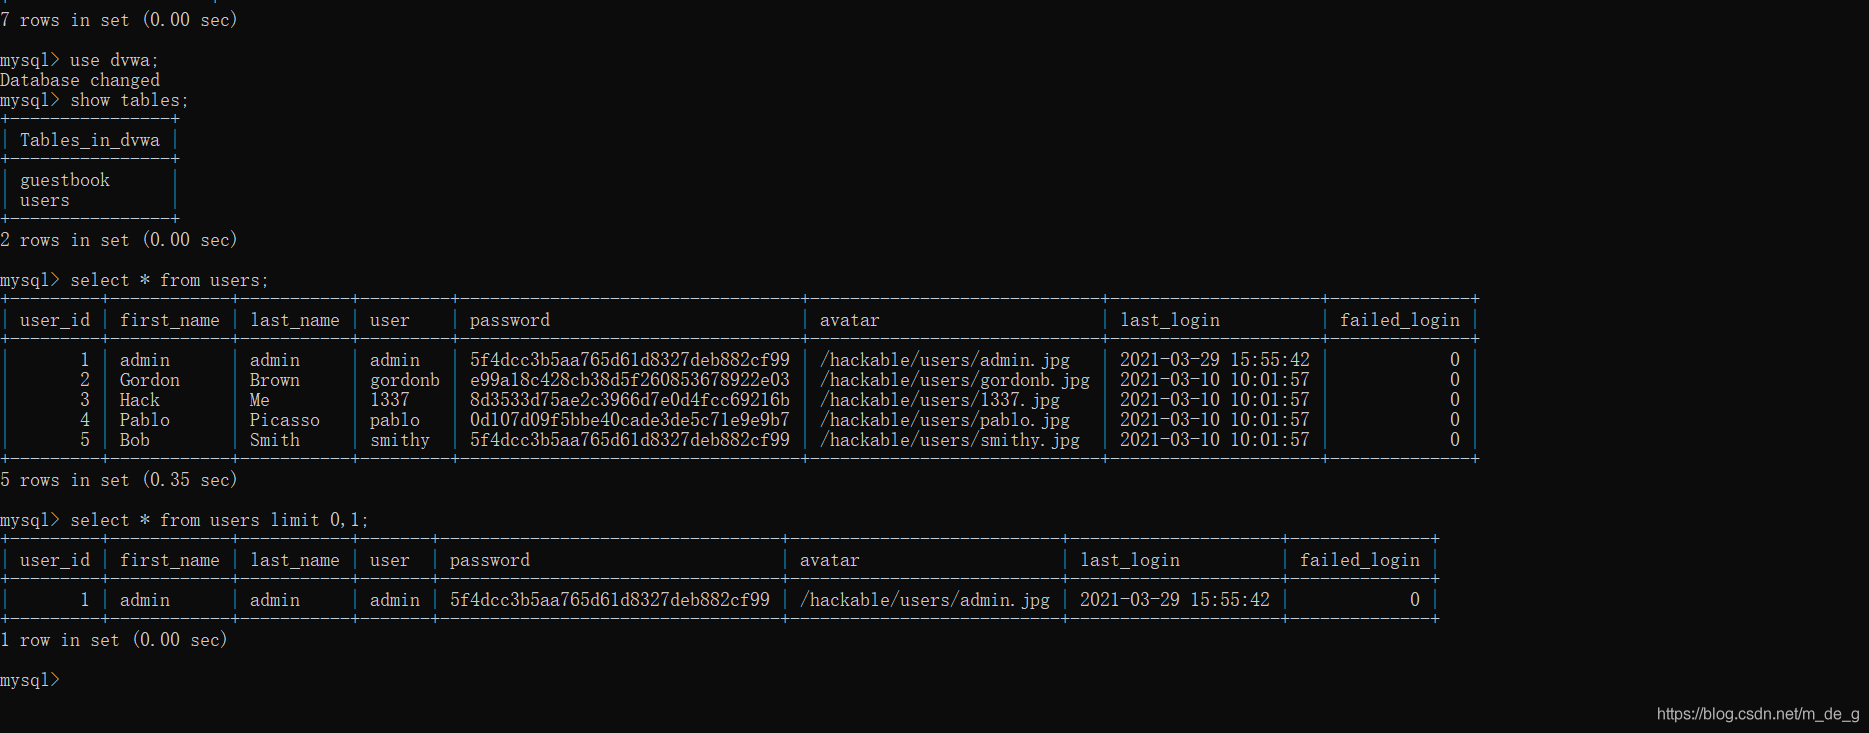 7 rows in set (0.00 sec)
mysql> use dvwa;
Database changed
mysql> show tables;
+----------------+
| Tables_in_dvwa |
+----------------+
| guestbook      |
| users          |
+----------------+
2 rows in set (0.00 sec)
mysql> select * from users;
+---------+------------+-----------+---------+----------------------------------+-----------------------------+---------------------+--------------+
| user_id | first_name | last_name | user    | password                         | avatar                      | last_login          | failed_login |
+---------+------------+-----------+---------+----------------------------------+-----------------------------+---------------------+--------------+
|       1 | admin      | admin     | admin   | 5f4dcc3b5aa765d61d8327deb882cf99 | /hackable/users/admin.jpg   | 2021-03-29 15:55:42 |            0 |
|       2 | Gordon     | Brown     | gordonb | e99a18c428cb38d5f260853678922e03 | /hackable/users/gordonb.jpg | 2021-03-10 10:01:57 |            0 |
|       3 | Hack       | Me        | 1337    | 8d3533d75ae2c3966d7e0d4fcc69216b | /hackable/users/1337.jpg    | 2021-03-10 10:01:57 |            0 |
|       4 | Pablo      | Picasso   | pablo   | 0d107d09f5bbe40cade3de5c71e9e9b7 | /hackable/users/pablo.jpg   | 2021-03-10 10:01:57 |            0 |
|       5 | Bob        | Smith     | smithy  | 5f4dcc3b5aa765d61d8327deb882cf99 | /hackable/users/smithy.jpg  | 2021-03-10 10:01:57 |            0 |
+---------+------------+-----------+---------+----------------------------------+-----------------------------+---------------------+--------------+
5 rows in set (0.35 sec)
mysql> select * from users limit 0,1;
+---------+------------+-----------+-------+----------------------------------+---------------------------+---------------------+--------------+
| user_id | first_name | last_name | user  | password                         | avatar                    | last_login          | failed_login |
+---------+------------+-----------+-------+----------------------------------+---------------------------+---------------------+--------------+
|       1 | admin      | admin     | admin | 5f4dcc3b5aa765d61d8327deb882cf99 | /hackable/users/admin.jpg | 2021-03-29 15:55:42 |            0 |
+---------+------------+-----------+-------+----------------------------------+---------------------------+---------------------+--------------+
1 row in set (0.00 sec)
mysql>
https://blog.csdn.net/m_de_g